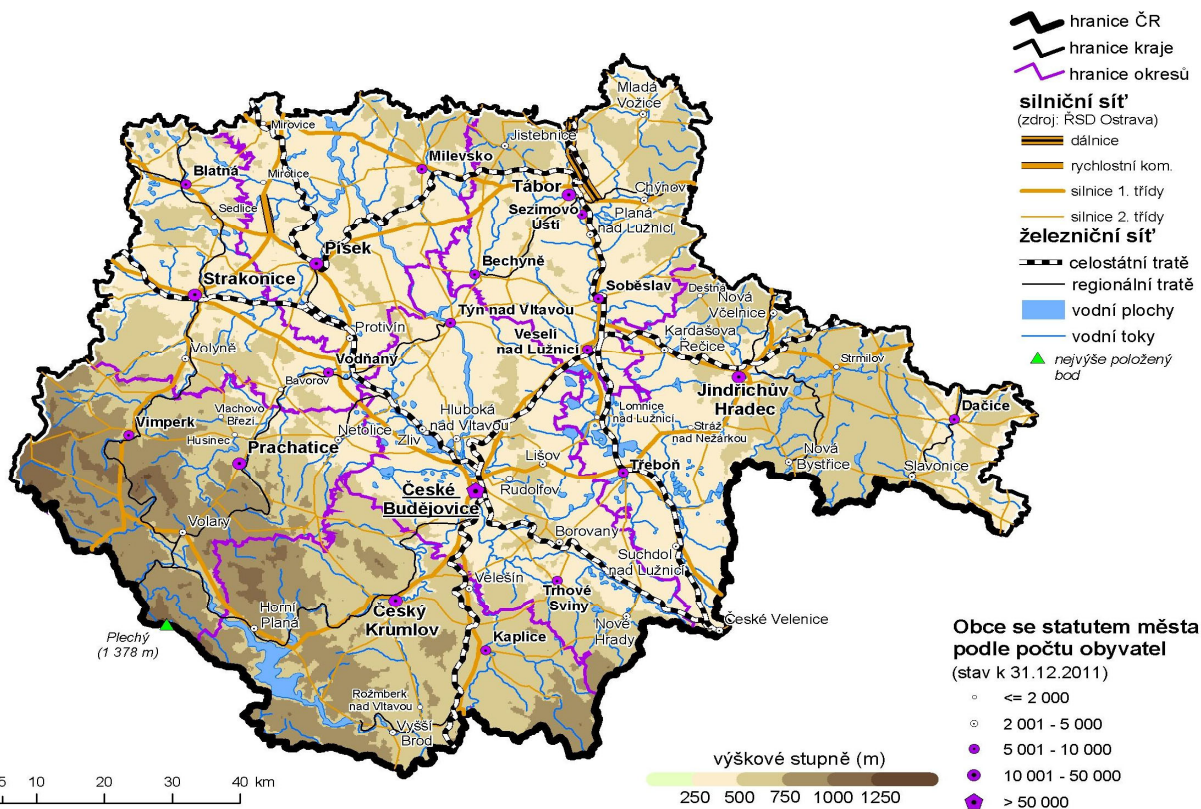 hranice ČR
hranice kraje
hranice okresů
silniční síť
(zdroj: ŘSD Ostrava)
dálnice
rychlostní kom.
silnice 1. třídy
silnice 2. třídy
železniční síť
celostátní tratě
regionální tratě
vodní plochy
vodní toky
nejvýše položený
bod
Mladá
Vožice
Mirovice
Jistebnice
Milevsko
Blatná
Mirotice
Tábor
Chýnov
Sedlice
Sezimovo
Ústí
Planá
nad Lužnicí
Písek
Bechyně
Strakonice
Soběslav
Deštná
Nová
Včelnice
Týn nad Vltavou
Protivín
Veselí
nad Lužnicí
Kardašova
Řečice
Volyně
Vodňany
Strmilov
Bavorov
Jindřichův
Hradec
Dačice
Vlachovo
Březí
Hluboká
nad Vltavou
Lomnice
nad Lužnicí
Vimperk
Husinec
Netolice
Zliv
Stráž
nad Nežárkou
Prachatice
Lišov
Nová
Bystřice
Třeboň
Slavonice
České
Budějovice
Rudolfov
Volary
Borovany
Suchdol
nad Lužnicí
Velešín
Trhové
Sviny
Horní
Planá
Český
Krumlov
Nové
Hrady
České Velenice
Plechý
(1 378 m)
Kaplice
Rožmberk
nad Vltavou
Vyšší
Brod
Obce se statutem města
podle počtu obyvatel
(stav k 31.12.2011)
<= 2 000
2 001 - 5 000
5 001 - 10 000
10 001 - 50 000
> 50 000
výškové stupně (m)
250 500 750 1000 1250
5 10 20 30 40 km